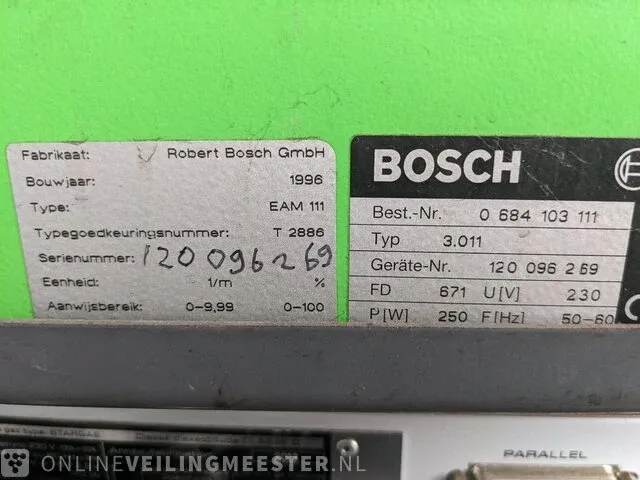 Fabrikaat: Robert Bosch GmbH
Bouwjaar: 1996
Type: EAM 111
Typegoedkeuringsnummer: T 2886
Serienummer: 120 096 269
Eenheid: 1/m %
Aanwijsbereik: 0-9,99 0-100
BOSCH
Best.-Nr. 0 684 103 111
Typ 3.011
Geräte-Nr. 120 096 269
FD 671 U[V] 230
P[W] 250 F[Hz] 50-60
PARALLEL
ONLINEVEILINGMEESTER.NL